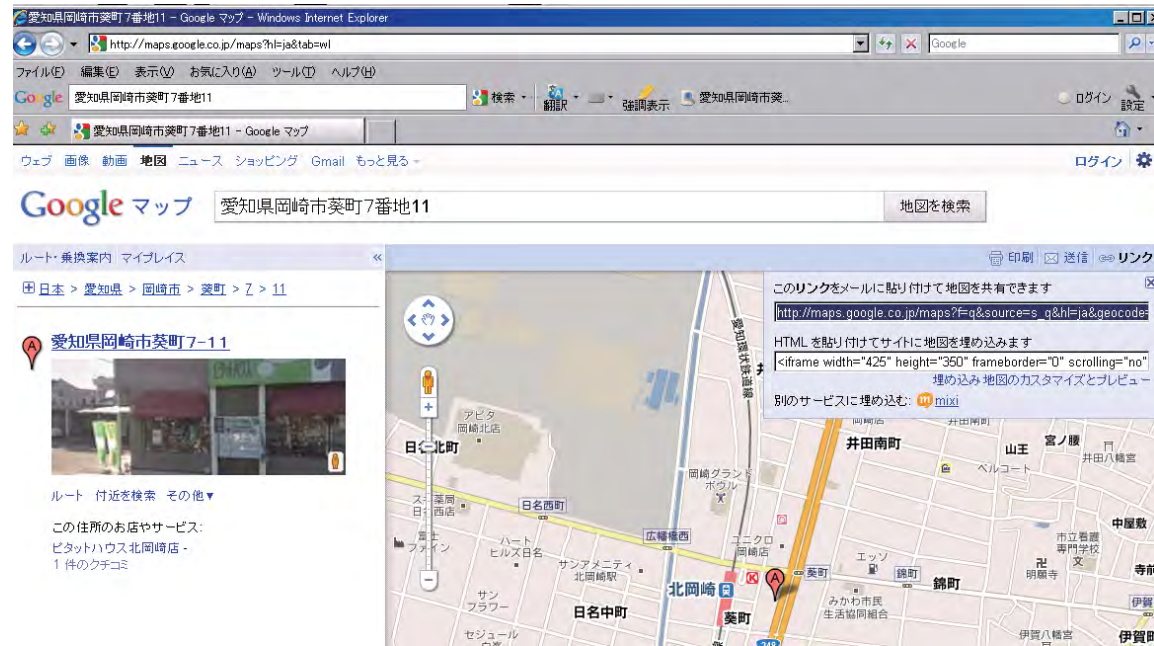 愛知県岡崎市葵町7番地11 - Google マップ - Windows Internet Explorer
http://maps.google.co.jp/maps?hl=ja&tab=wl
Google
ファイル(F) 編集(E) 表示(V) お気に入り(A) ツール(T) ヘルプ(H)
Google 愛知県岡崎市葵町7番地11 検索 翻訳 強調表示 愛知県岡崎市葵... ログイン 設定
愛知県岡崎市葵町7番地11 - Google マップ
ウェブ 画像 動画 地図 ニュース ショッピング Gmail もっと見る ログイン
Google マップ 愛知県岡崎市葵町7番地11 地図を検索
ルート・乗換案内 マイプレイス «
印刷 送信 リンク
日本 > 愛知県 > 岡崎市 > 葵町 > 7 > 11
A 愛知県岡崎市葵町7-11
ルート 付近を検索 その他▼
この住所のお店やサービス:
ピタットハウス北岡崎店 -
1 件のクチコミ
このリンクをメールに貼り付けて地図を共有できます
http://maps.google.co.jp/maps?f=q&source=s_q&hl=ja&geocode=
HTML を貼り付けてサイトに地図を埋め込みます
<iframe width="425" height="350" frameborder="0" scrolling="no"
埋め込み地図のカスタマイズとプレビュー
別のサービスに埋め込む: mixi
愛知環状鉄道線
アピタ
岡崎北店
日名北町
井田南町
山王
宮ノ腰
井田八幡宮
ベルコート
岡崎グランド
ボウル
日名西町
広幡橋西
ユニクロ
岡崎店
中屋敷
市立看護
専門学校
ハート
ヒルズ日名
サンアメニティ
北岡崎駅
エッソ
明願寺
葵町
錦町
錦町
北岡崎
A
みかわ市民
生活協同組合
サン
フラワー
日名中町
葵町
伊賀八幡宮
セジュール
248